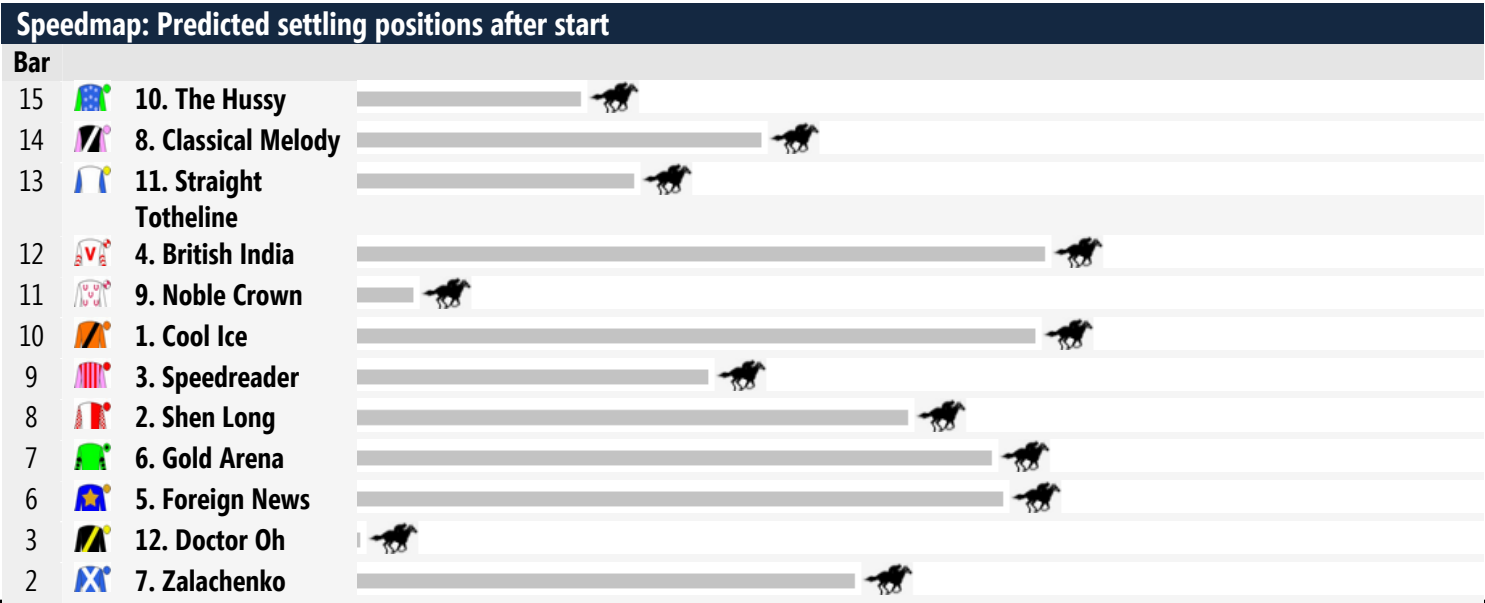 Speedmap: Predicted settling positions after start
Bar
15 10. The Hussy
14 8. Classical Melody
13 11. Straight
Totheline
12 V 4. British India
11 9. Noble Crown
10 1. Cool Ice
9 3. Speedreader
8 2. Shen Long
7 6. Gold Arena
6 5. Foreign News
3 12. Doctor Oh
2 7. Zalachenko